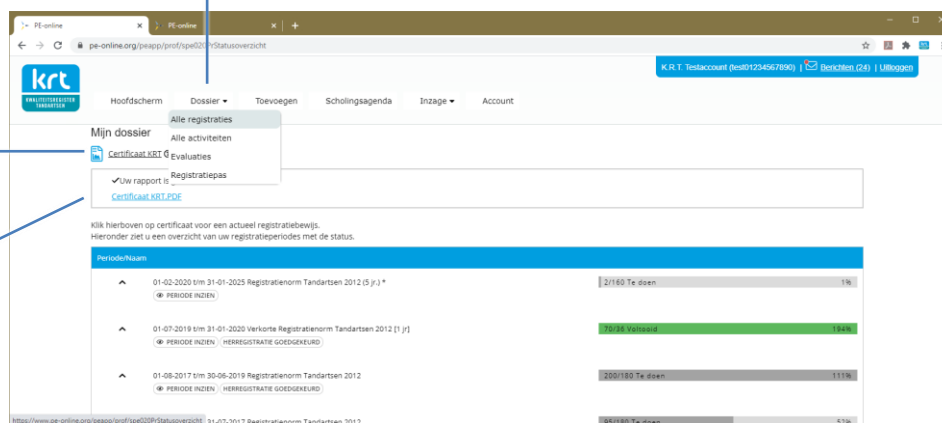 PE-online × PE-online × +
pe-online.org/peapp/prof/spe020PrStatusoverzicht
K.R.T. Testaccount (test01234567890) | Berichten (24) | Uitloggen
krt
KWALITEITSREGISTER
TANDARTSEN
Hoofdscherm Dossier Toevoegen Scholingsagenda Inzage Account
Alle registraties
Mijn dossier
Alle activiteiten
Certificaat KRT
Evaluaties
Registratiepas
Uw rapport is
Certificaat KRT.PDF
Klik hierboven op certificaat voor een actueel registratiebewijs.
Hieronder ziet u een overzicht van uw registratieperiodes met de status.
Periode/Naam
01-02-2020 t/m 31-01-2025 Registratienorm Tandartsen 2012 (5 jr.) * 2/160 Te doen 1%
PERIODE INZIEN
01-07-2019 t/m 31-01-2020 Verkorte Registratienorm Tandartsen 2012 [1 jr] 70/36 Voltooid 194%
PERIODE INZIEN HERREGISTRATIE GOEDGEKEURD
01-08-2017 t/m 30-06-2019 Registratienorm Tandartsen 2012 200/180 Te doen 111%
PERIODE INZIEN HERREGISTRATIE GOEDGEKEURD
31-07-2017 Registratienorm Tandartsen 2012 95/180 Te doen 52%
https://www.pe-online.org/peapp/prof/spe020PrStatusoverzicht